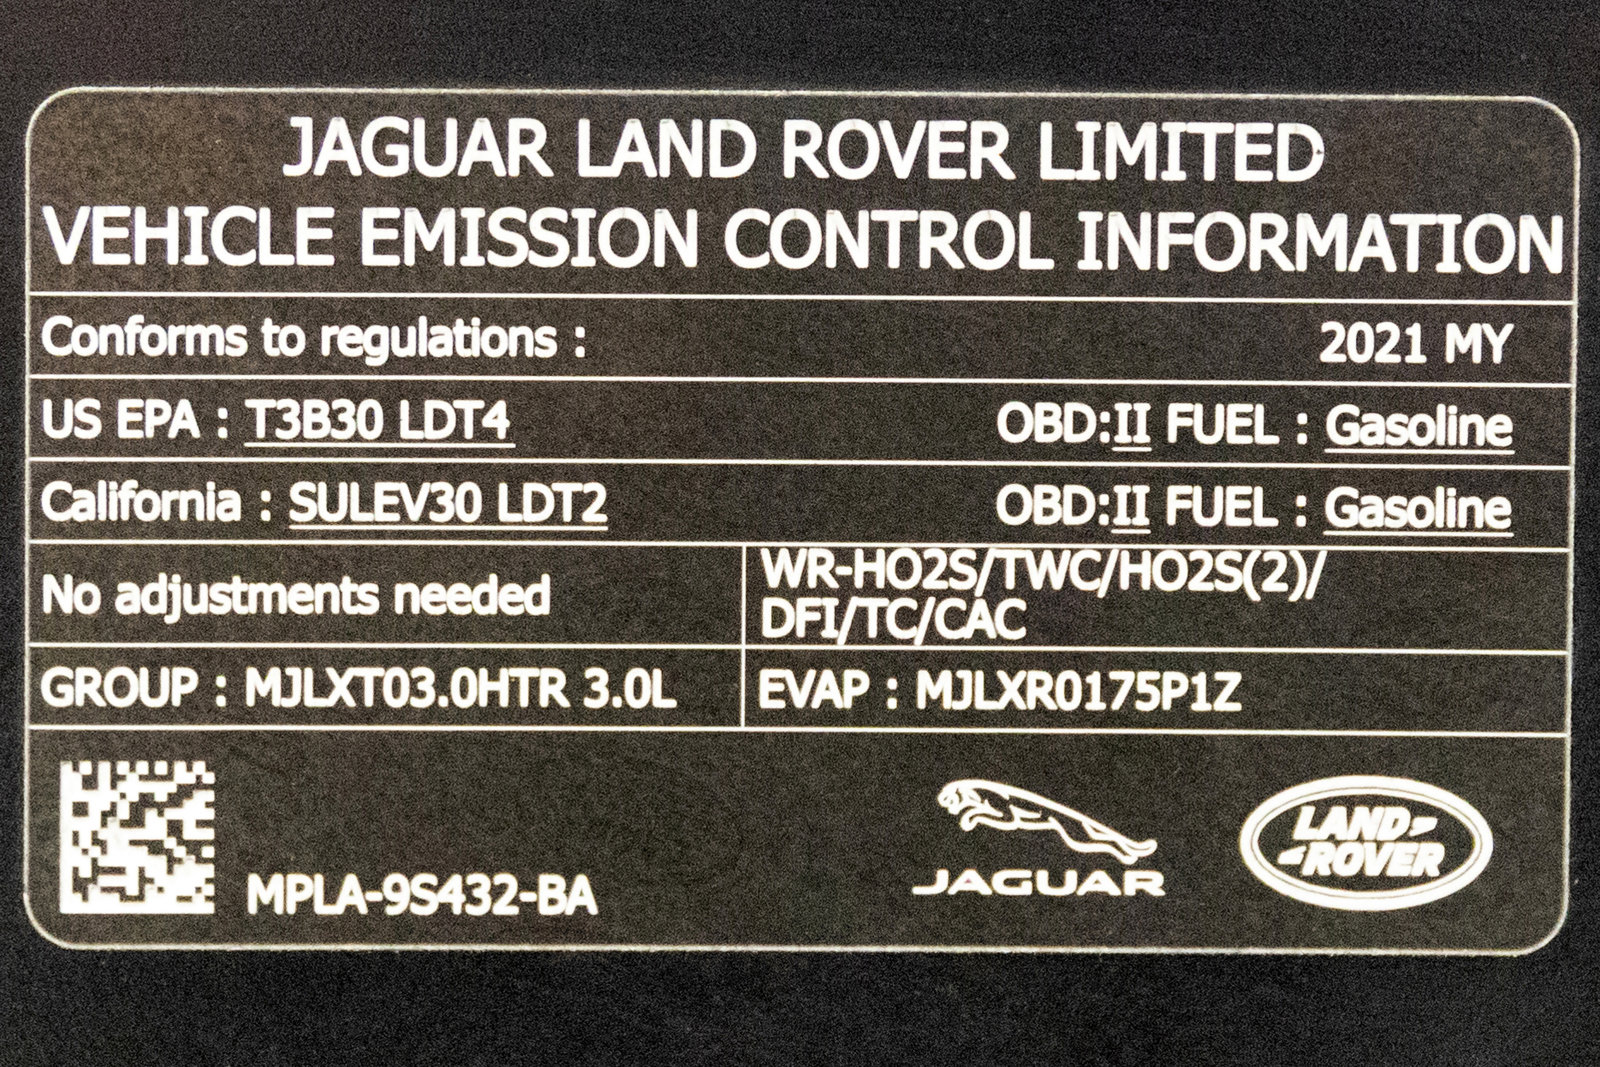 JAGUAR LAND ROVER LIMITED
VEHICLE EMISSION CONTROL INFORMATION
Conforms to regulations : 2021 MY
US EPA : T3B30 LDT4 OBD:II FUEL : Gasoline
California : SULEV30 LDT2 OBD:II FUEL : Gasoline
No adjustments needed
WR-HO2S/TWC/HO2S(2)/
DFI/TC/CAC
GROUP : MJLXT03.0HTR 3.0L EVAP : MJLXR0175P1Z
MPLA-9S432-BA
JAGUAR
LAND
ROVER